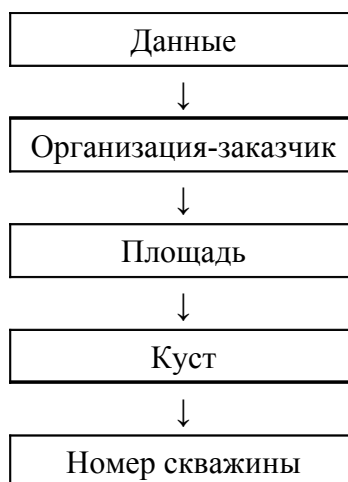 Данные
↓
Организация-заказчик
↓
Площадь
↓
Куст
↓
Номер скважины